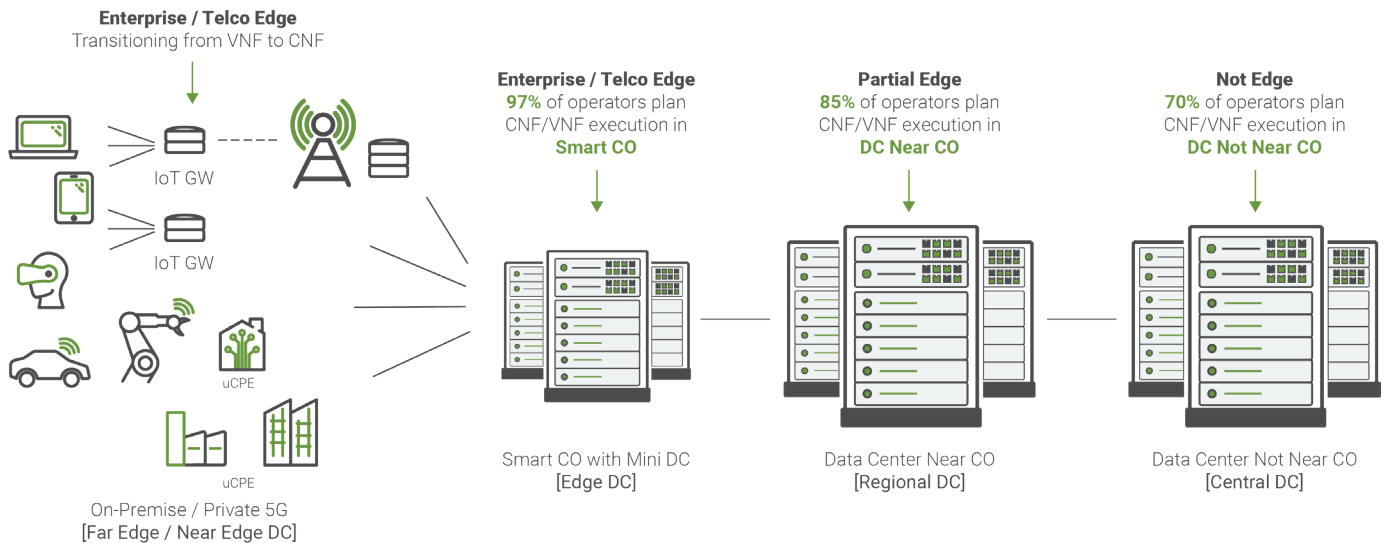 Enterprise / Telco Edge
Transitioning from VNF to CNF
IoT GW
IoT GW
uCPE
uCPE
On-Premise / Private 5G
[Far Edge / Near Edge DC]
Enterprise / Telco Edge
97% of operators plan
CNF/VNF execution in
Smart CO
Smart CO with Mini DC
[Edge DC]
Partial Edge
85% of operators plan
CNF/VNF execution in
DC Near CO
Data Center Near CO
[Regional DC]
Not Edge
70% of operators plan
CNF/VNF execution in
DC Not Near CO
Data Center Not Near CO
[Central DC]